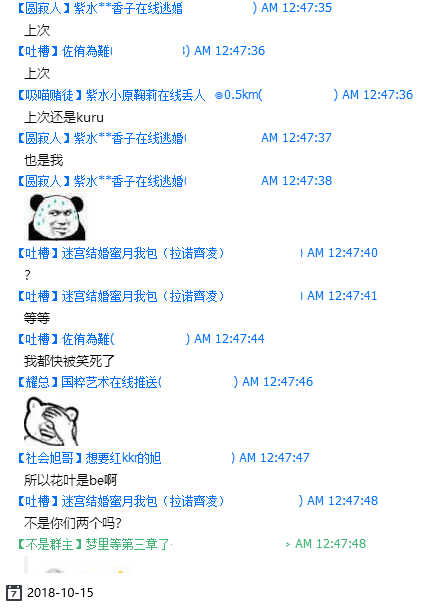 【圆寂人】紫水**香子在线逃婚 ) AM 12:47:35
上次
【吐槽】佐侑為難( ) AM 12:47:36
上次
【吸喵赌徒】紫水小原鞠莉在线丢人 @0.5km( ) AM 12:47:36
上次还是kuru
【圆寂人】紫水**香子在线逃婚( AM 12:47:37
也是我
【圆寂人】紫水**香子在线逃婚( AM 12:47:38
【吐槽】迷宫结婚蜜月我包（拉诺齊凌） ) AM 12:47:40
?
【吐槽】迷宫结婚蜜月我包（拉诺齊凌） ) AM 12:47:41
等等
【吐槽】佐侑為難( ) AM 12:47:44
我都快被笑死了
【耀总】国粹艺术在线推送( ) AM 12:47:46
【社会旭哥】想要红kkr的旭 ) AM 12:47:47
所以花叶是be啊
【吐槽】迷宫结婚蜜月我包（拉诺齊凌） ) AM 12:47:48
不是你们两个吗?
【不是群主】梦里等第三章了 > AM 12:47:48
7 2018-10-15